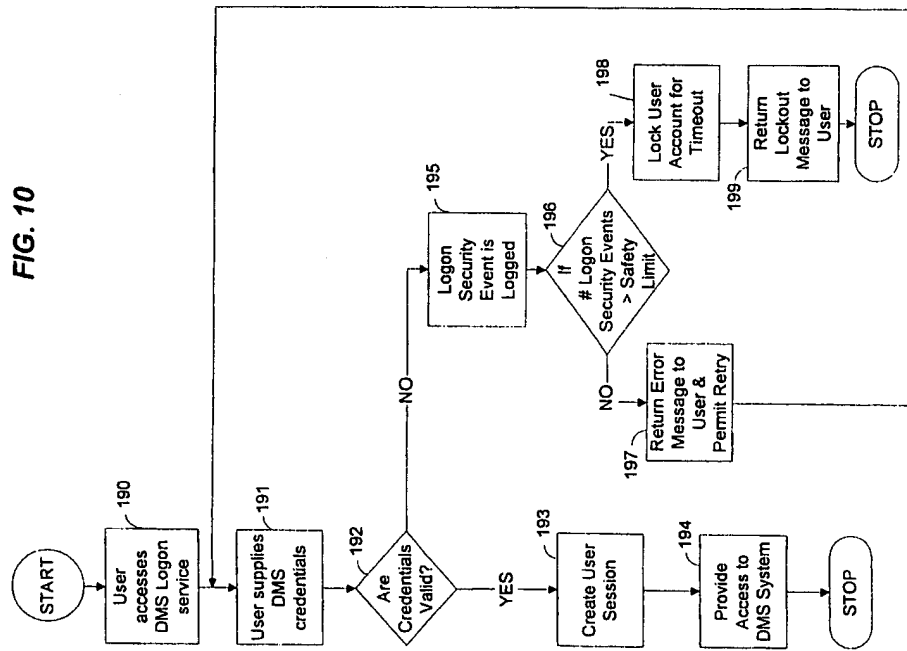 FIG. 10
START
190
User
accesses
DMS Logon
service
191
User supplies
DMS
credentials
192
Are
Credentials
Valid?
NO
YES
193
Create User
Session
194
Provide
Access to
DMS System
STOP
195
Logon
Security
Event is
Logged
196
If
# Logon
Security Events
> Safety
Limit
NO
YES
197
Return Error
Message to
User &
Permit Retry
198
Lock User
Account for
Timeout
199
Return
Lockout
Message to
User
STOP